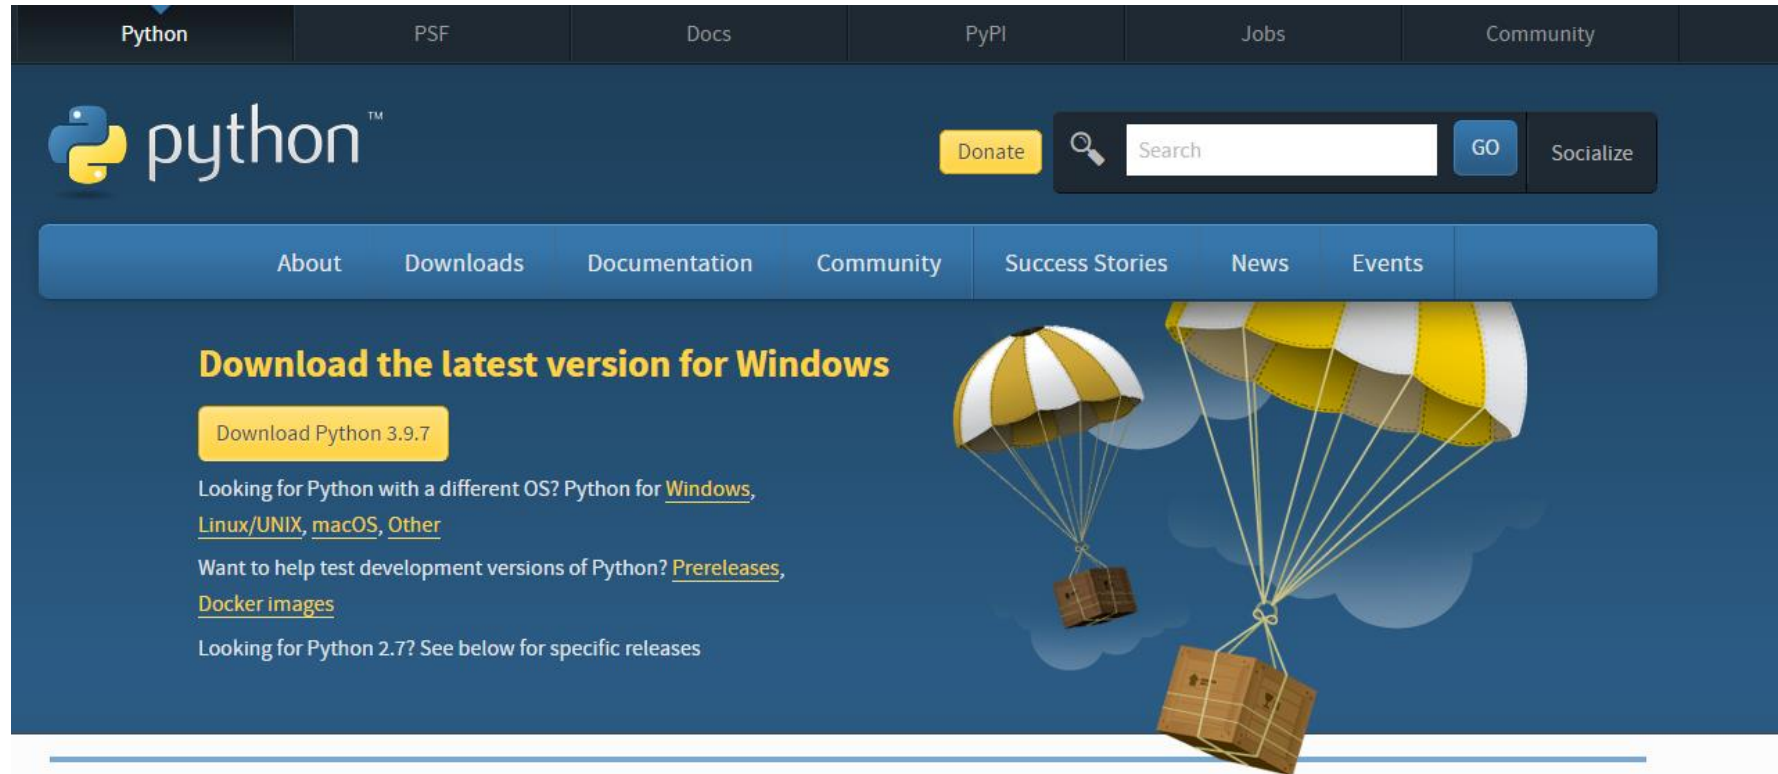 Python PSF Docs PyPI Jobs Community
python™
Donate Search GO Socialize
About Downloads Documentation Community Success Stories News Events
Download the latest version for Windows
Download Python 3.9.7
Looking for Python with a different OS? Python for Windows,
Linux/UNIX, macOS, Other
Want to help test development versions of Python? Prereleases,
Docker images
Looking for Python 2.7? See below for specific releases